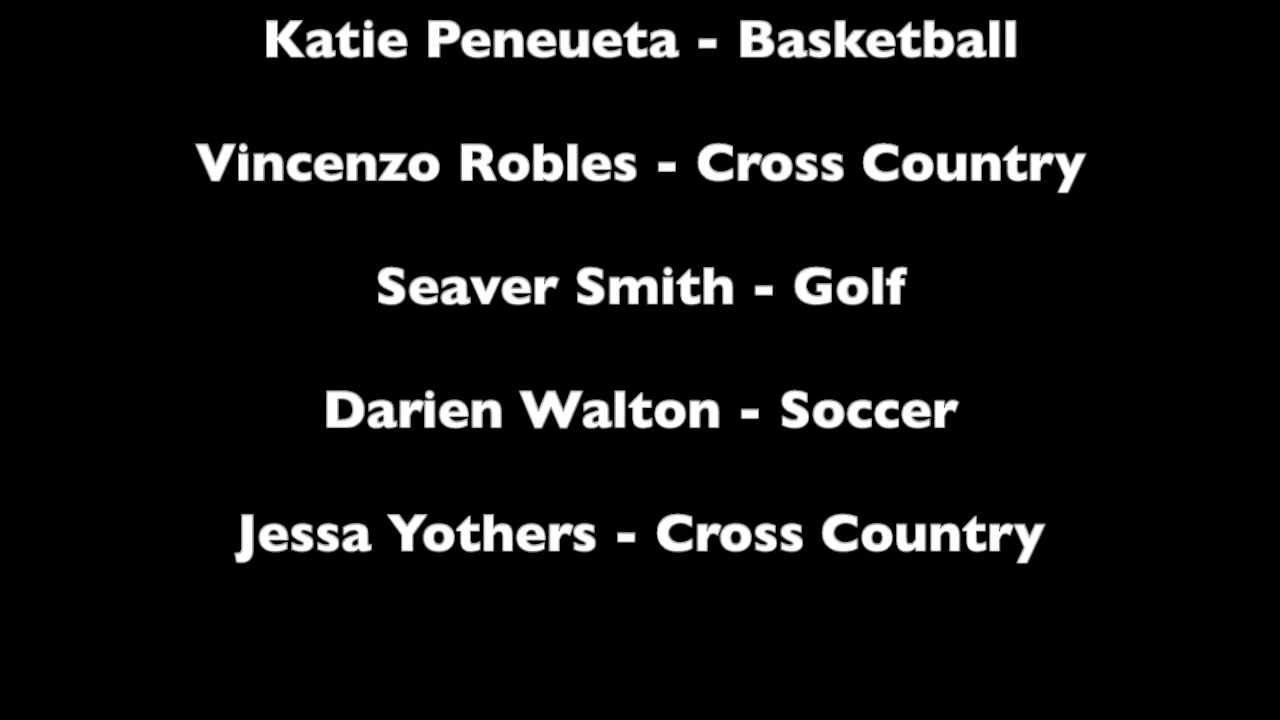 Katie Peneueta - Basketball
Vincenzo Robles - Cross Country
Seaver Smith - Golf
Darien Walton - Soccer
Jessa Yothers - Cross Country